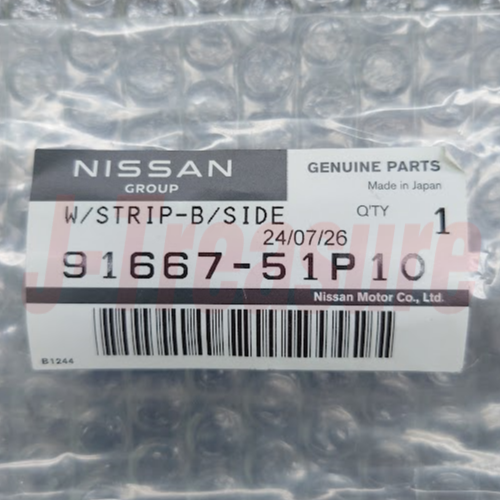 NISSAN
GROUP
GENUINE PARTS
Made in Japan
W/STRIP-B/SIDE
Q'TY
1
24/07/26
91667-51P10
Nissan Motor Co., Ltd.
B1244
J-Treasure